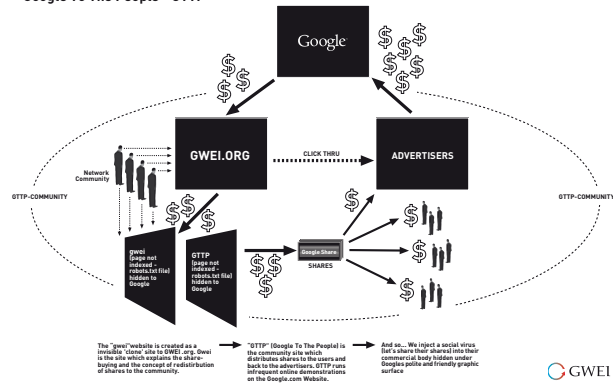 Google To The People - GTTP
Google
GWEI.ORG
CLICK THRU
ADVERTISERS
Network
Community
GTTP-COMMUNITY
GTTP-COMMUNITY
gwei
(page not
indexed -
robots.txt file)
hidden to
Google
GTTP
(page not
indexed -
robots.txt file)
hidden to
Google
Google Share
SHARES
The "gwei"website is created as a
invisible 'clone' site to GWEI .org. Gwei
is the site which explains the share-
buying and the concept of redistribution
of shares to the community.
"GTTP" (Google To The People) is
the community site which
distributes shares to the users and
back to the advertisers. GTTP runs
infrequent online demonstrations
on the Google.com Website.
And so... We inject a social virus
(let's share their shares) into their
commercial body hidden under
Googles polite and friendly graphic
surface
GWEI